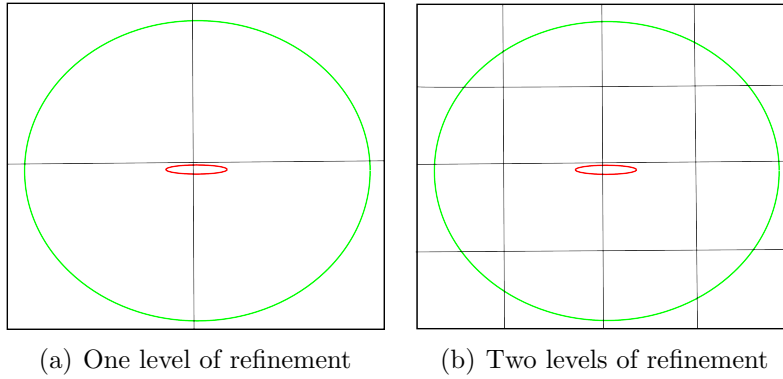 (a) One level of refinement
(b) Two levels of refinement